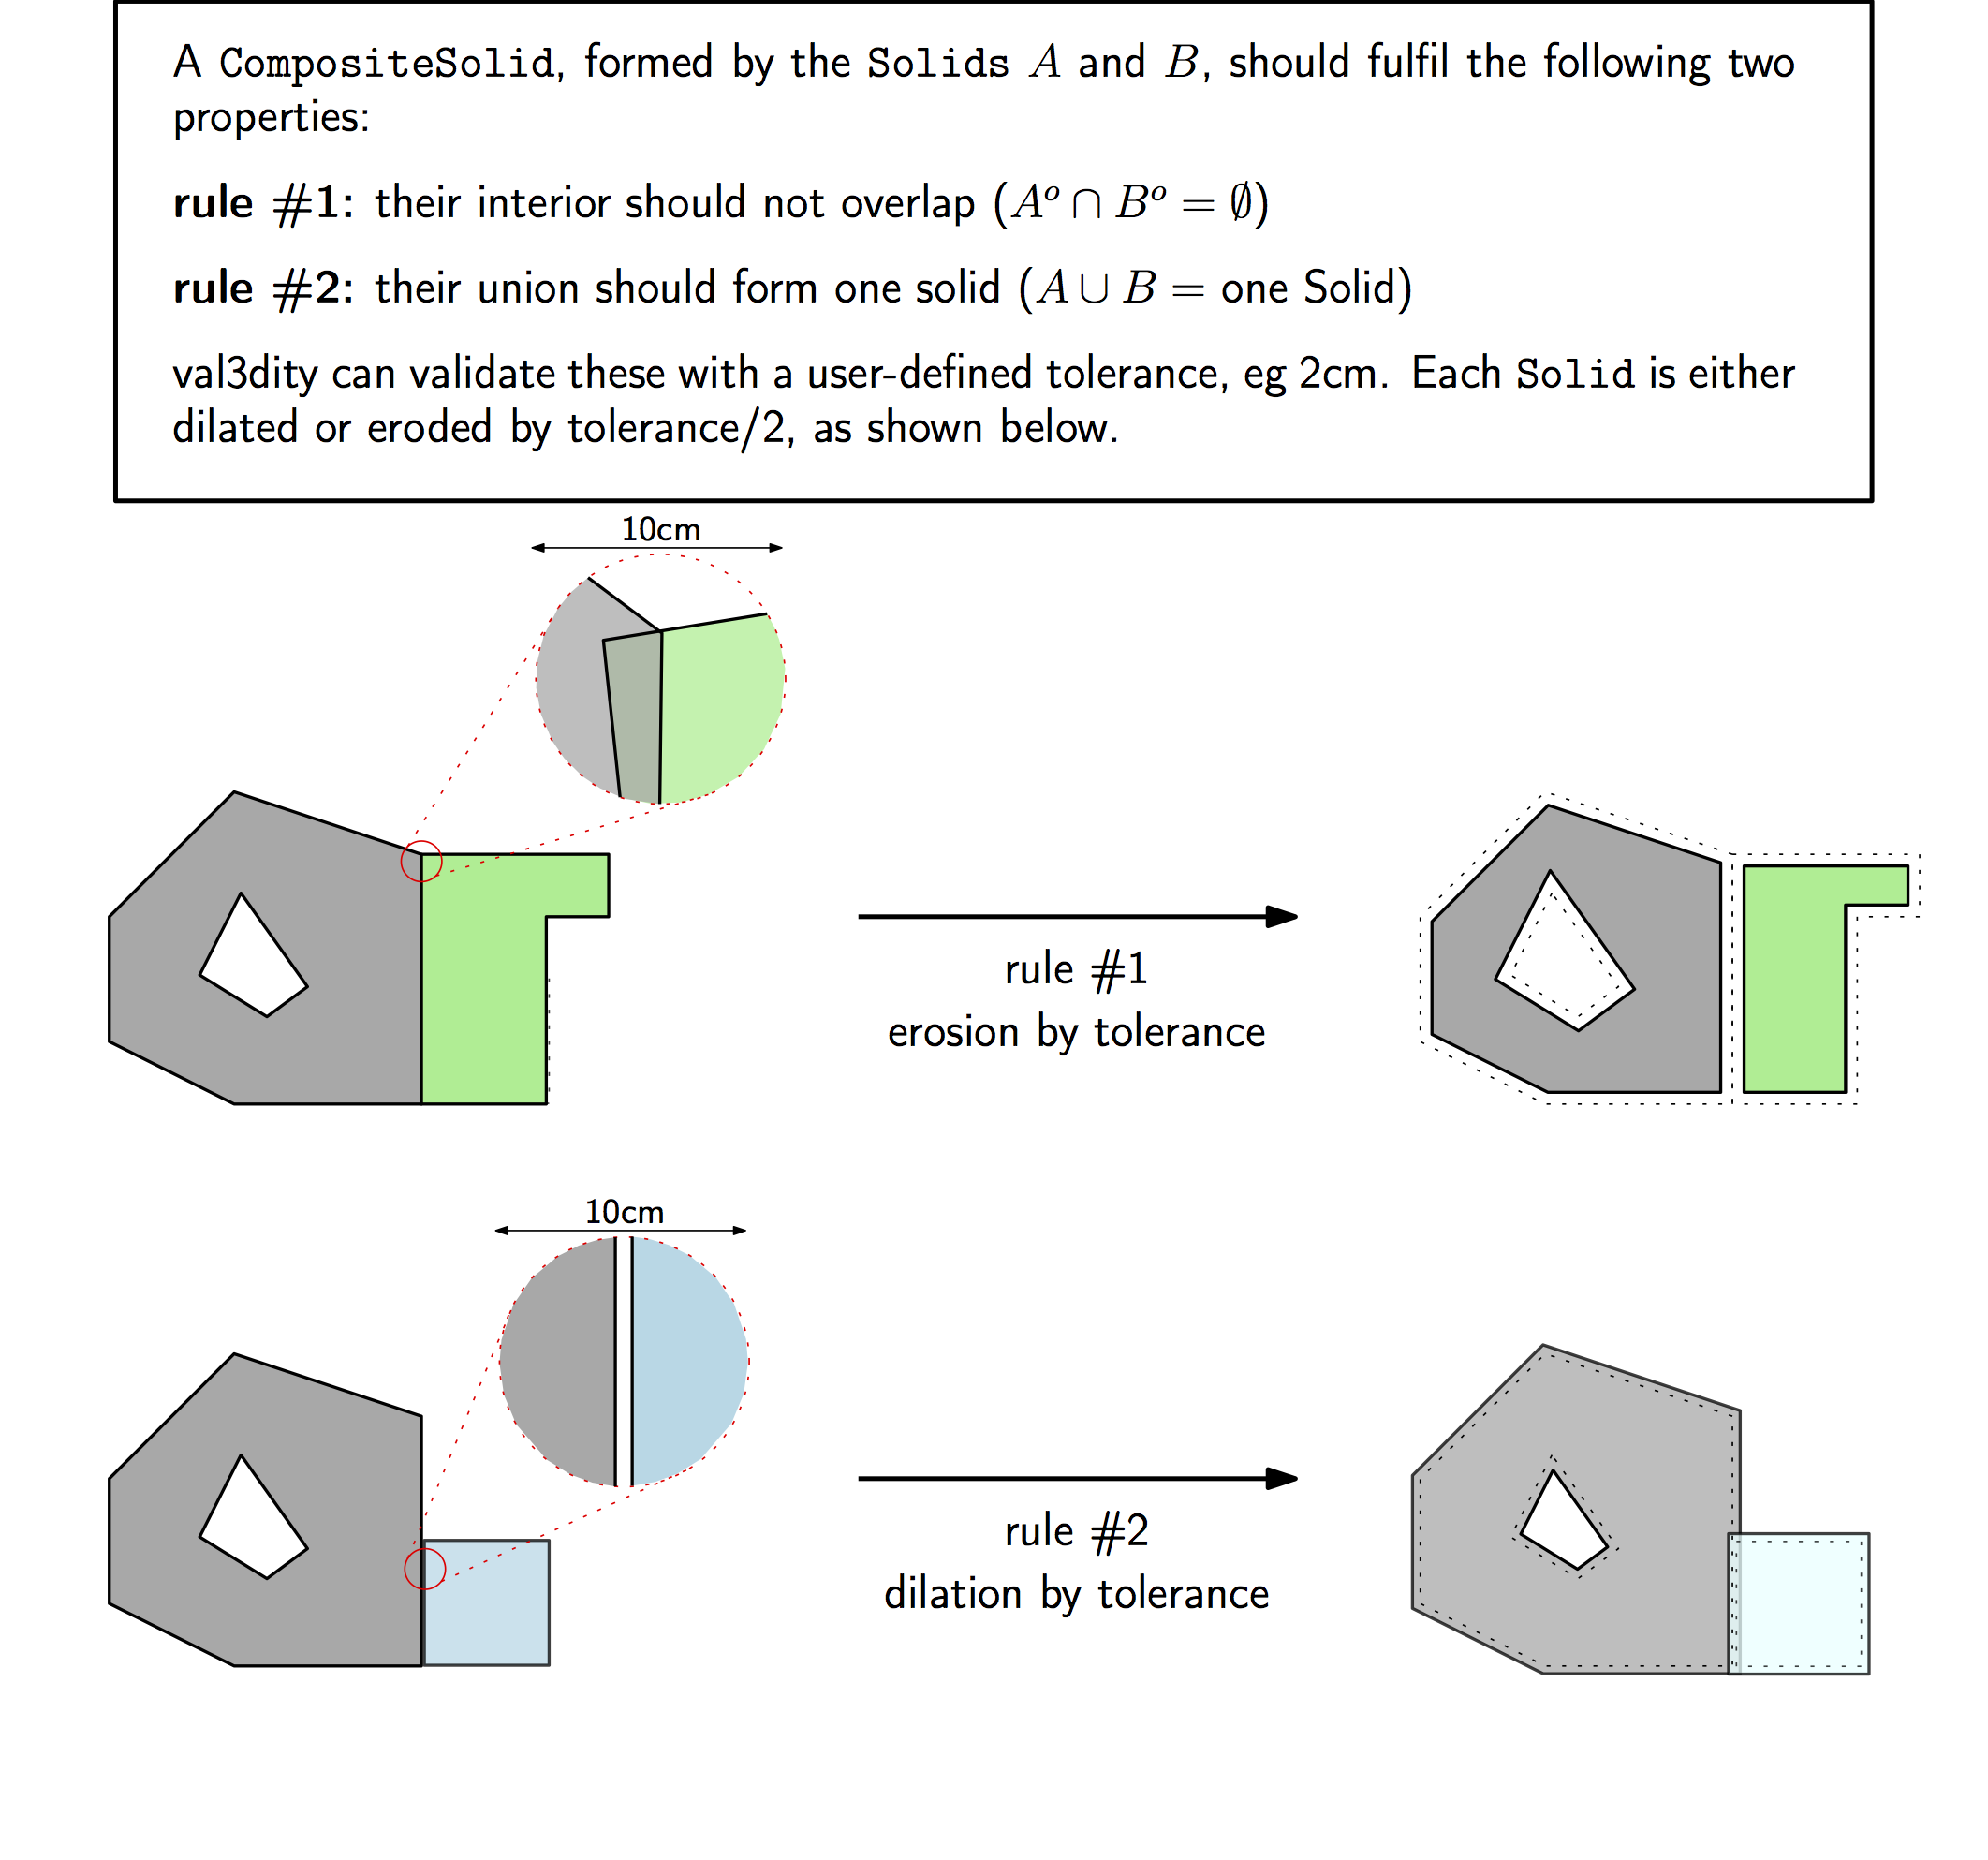 A CompositeSolid, formed by the Solids A and B, should fulfil the following two
properties:
rule #1: their interior should not overlap (Aᵒ ∩ Bᵒ = ∅)
rule #2: their union should form one solid (A ∪ B = one Solid)
val3dity can validate these with a user-defined tolerance, eg 2cm. Each Solid is either
dilated or eroded by tolerance/2, as shown below.
10cm
rule #1
erosion by tolerance
10cm
rule #2
dilation by tolerance